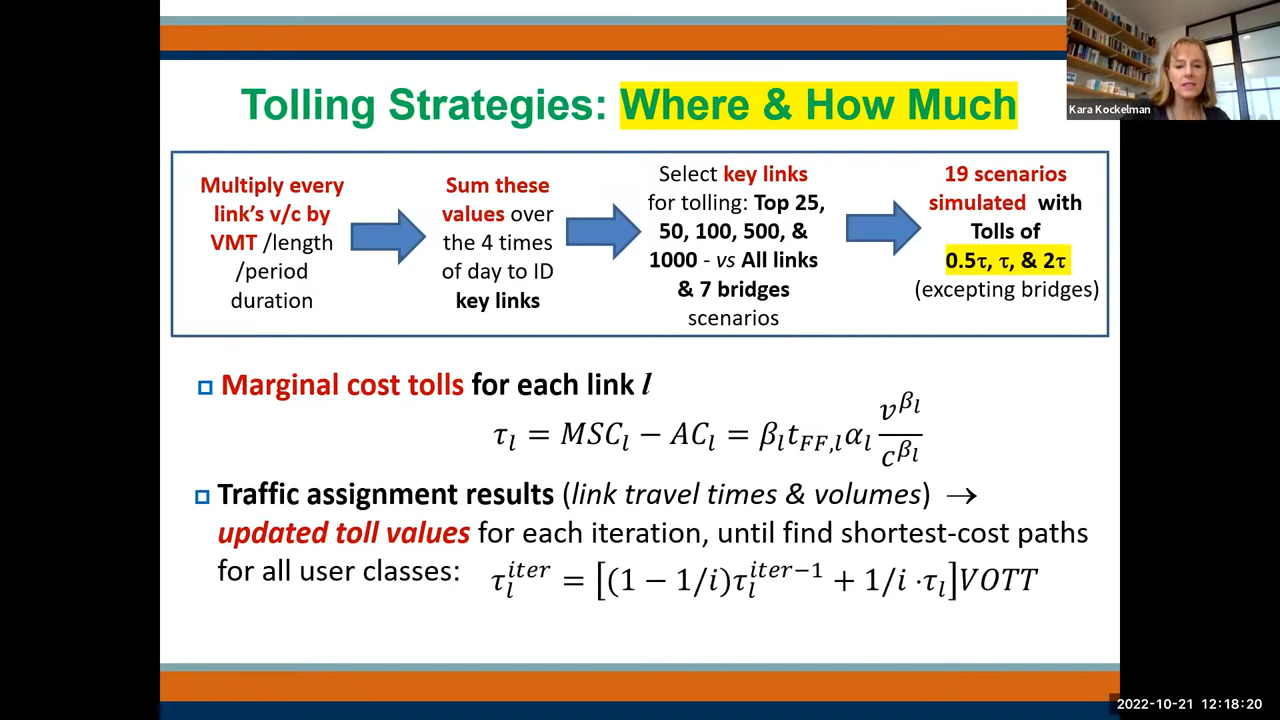 Tolling Strategies: Where & How Much
Kara Kockelman
Multiply every
link's v/c by
VMT /length
/period
duration
Sum these
values over
the 4 times
of day to ID
key links
Select key links
for tolling: Top 25,
50, 100, 500, &
1000 - vs All links
& 7 bridges
scenarios
19 scenarios
simulated with
Tolls of
0.5τ, τ, & 2τ
(excepting bridges)
Marginal cost tolls for each link l
τ_l = MSC_l − AC_l = β_l t_{FF,l} α_l v^{β_l} / c^{β_l}
Traffic assignment results (link travel times & volumes) →
updated toll values for each iteration, until find shortest-cost paths
for all user classes: τ_l^{iter} = [(1 − 1/i)τ_l^{iter−1} + 1/i ·τ_l]VOTT
2022-10-21 12:18:20